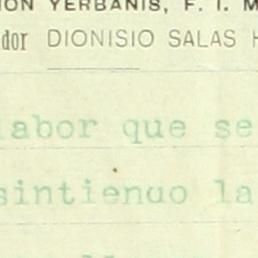 ION YERBANIS, F. I. M
dor DIONISIO SALAS H
labor que se
sintiendo la